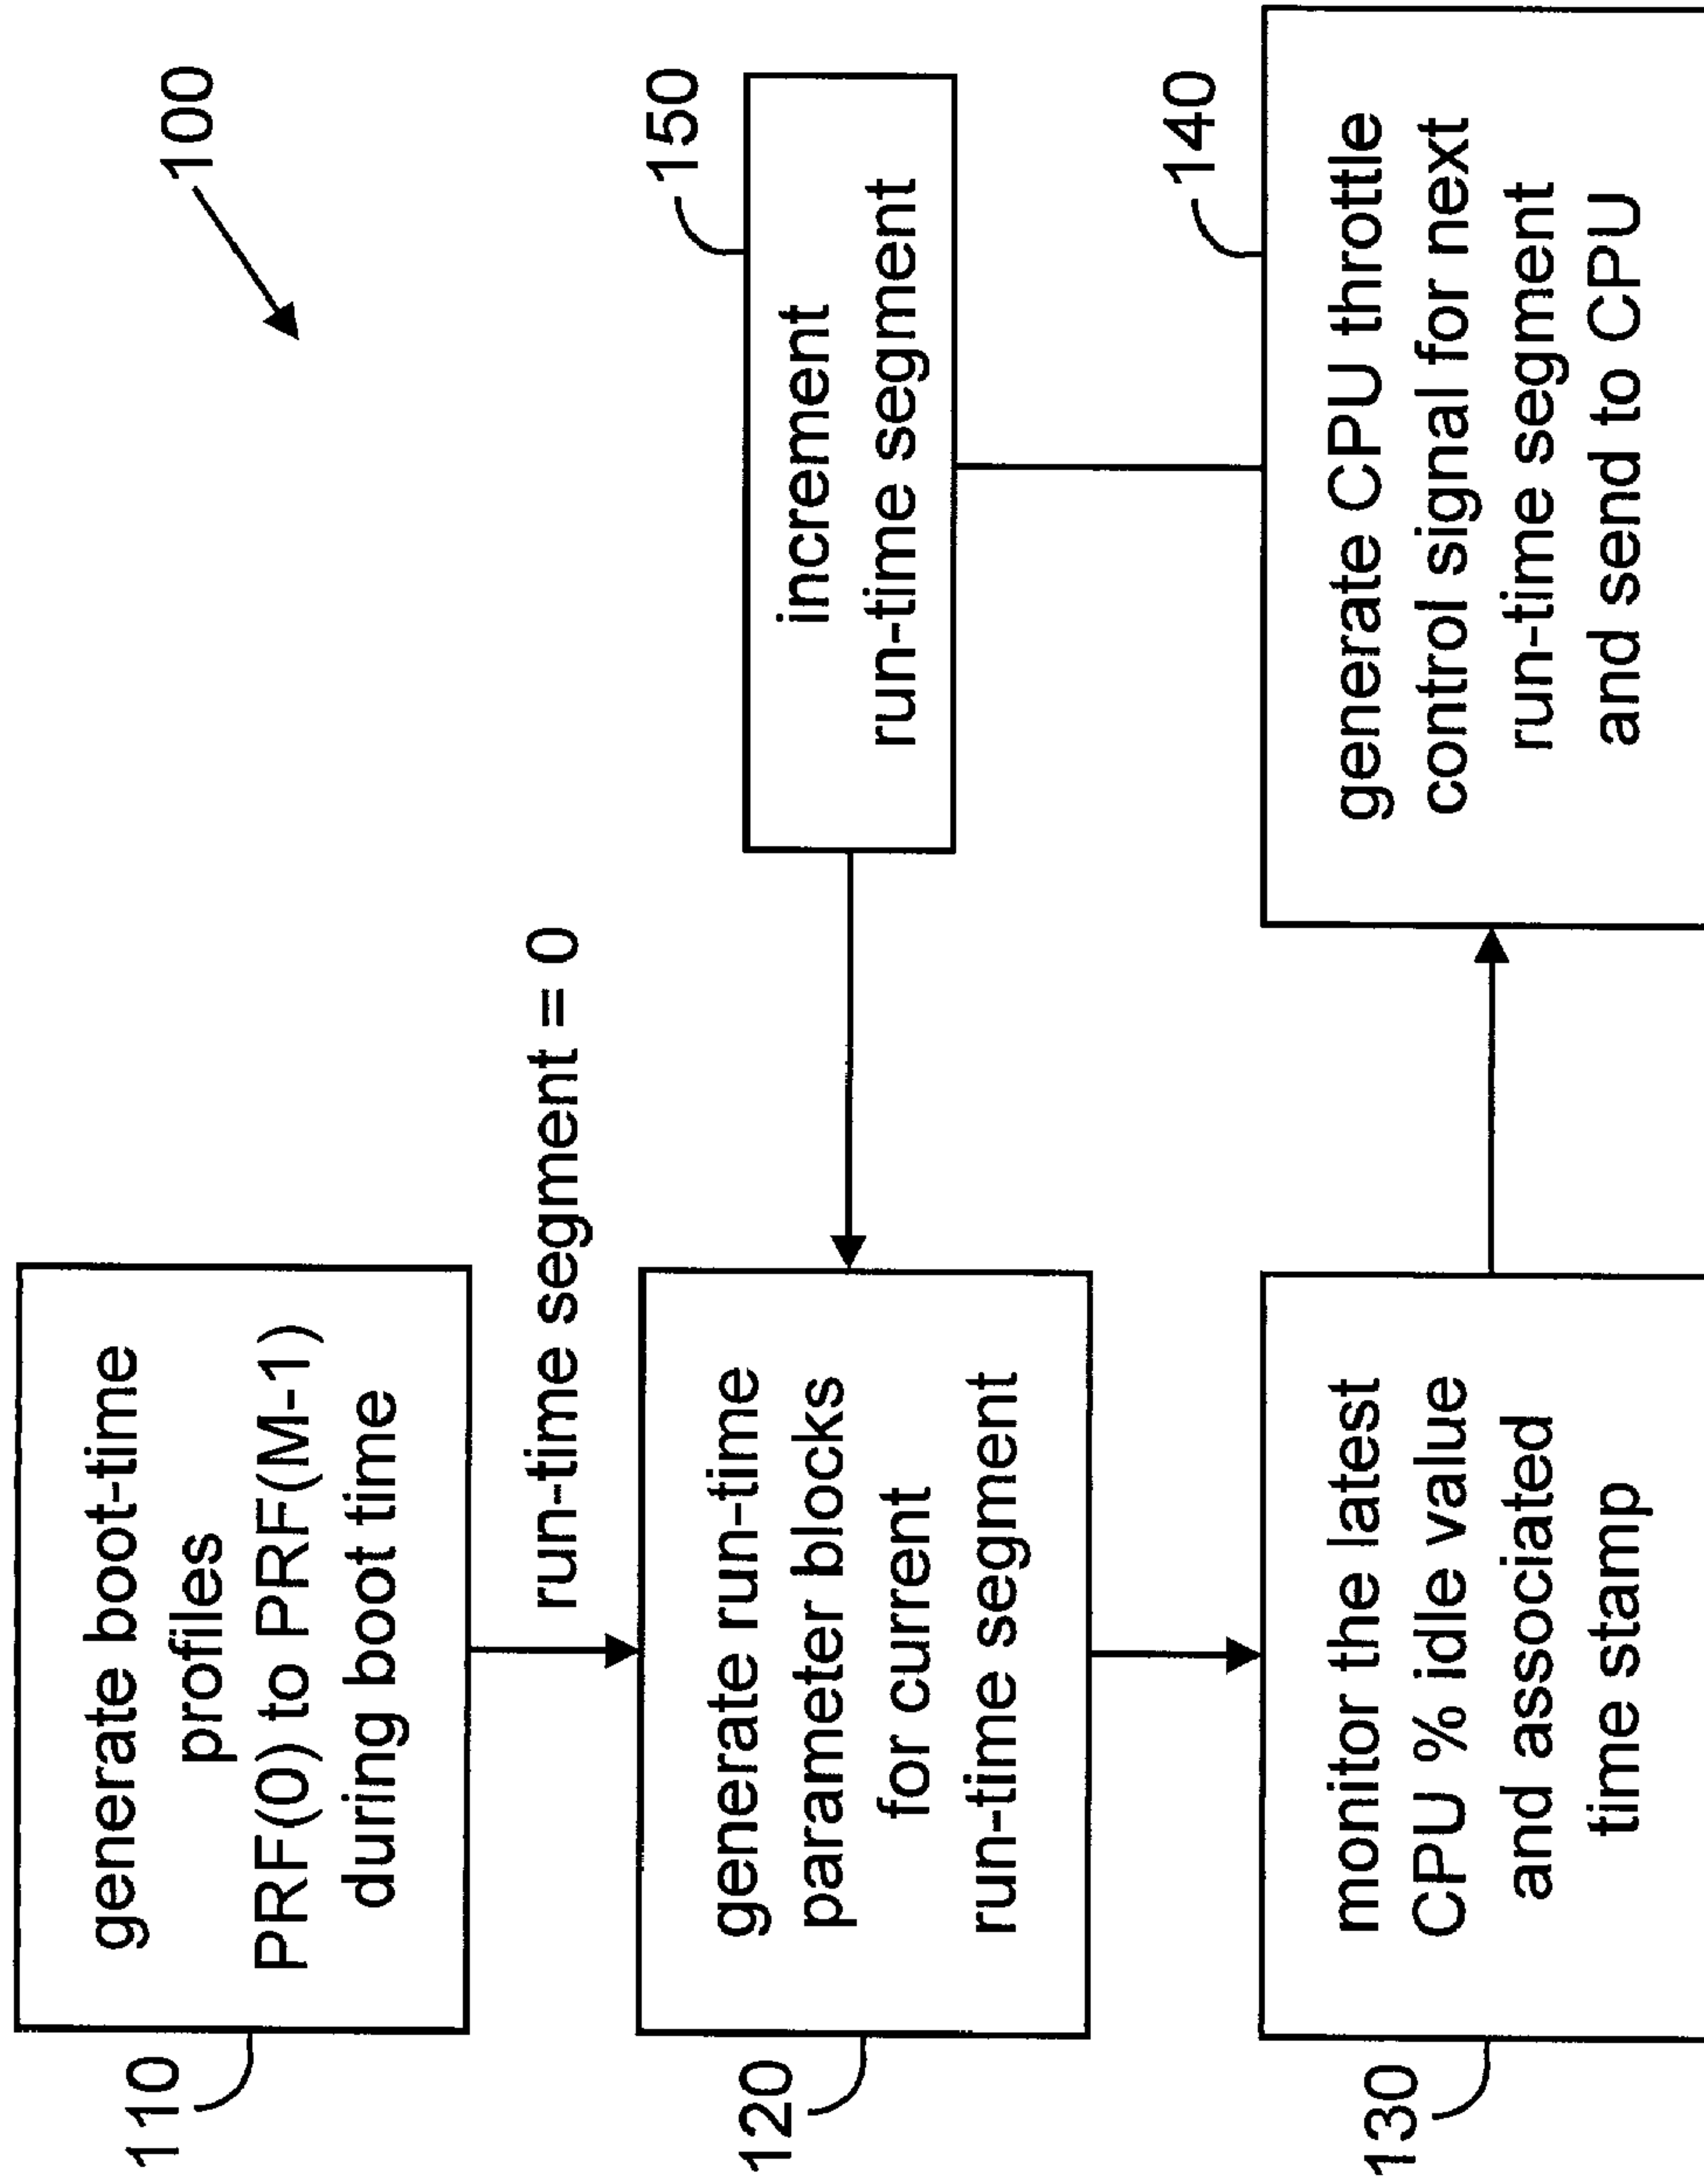 100
110
generate boot-time
profiles
PRF(0) to PRF(M-1)
during boot time
run-time segment = 0
120
generate run-time
parameter blocks
for current
run-time segment
150
increment
run-time segment
130
monitor the latest
CPU % idle value
and associated
time stamp
140
generate CPU throttle
control signal for next
run-time segment
and send to CPU